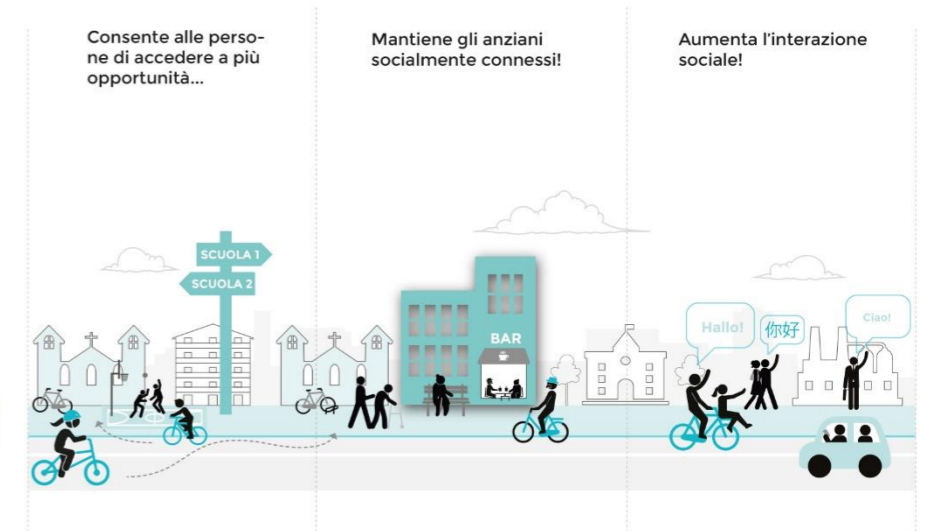 Consente alle perso-
ne di accedere a più
opportunità...
Mantiene gli anziani
socialmente connessi!
Aumenta l'interazione
sociale!
SCUOLA 1
SCUOLA 2
BAR
Hallo!
你好
Ciao!